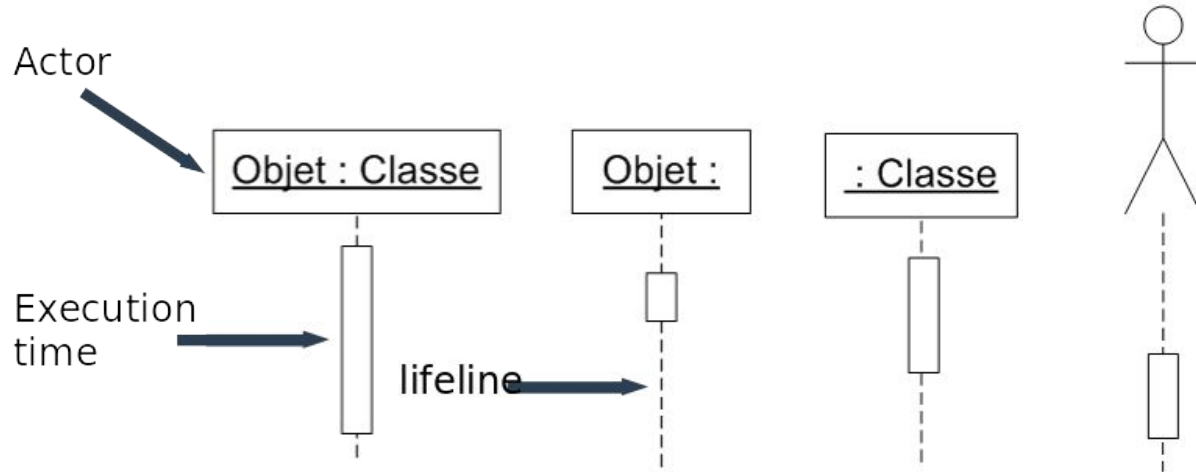 Actor
Objet : Classe
Objet :
: Classe
Execution
time
lifeline